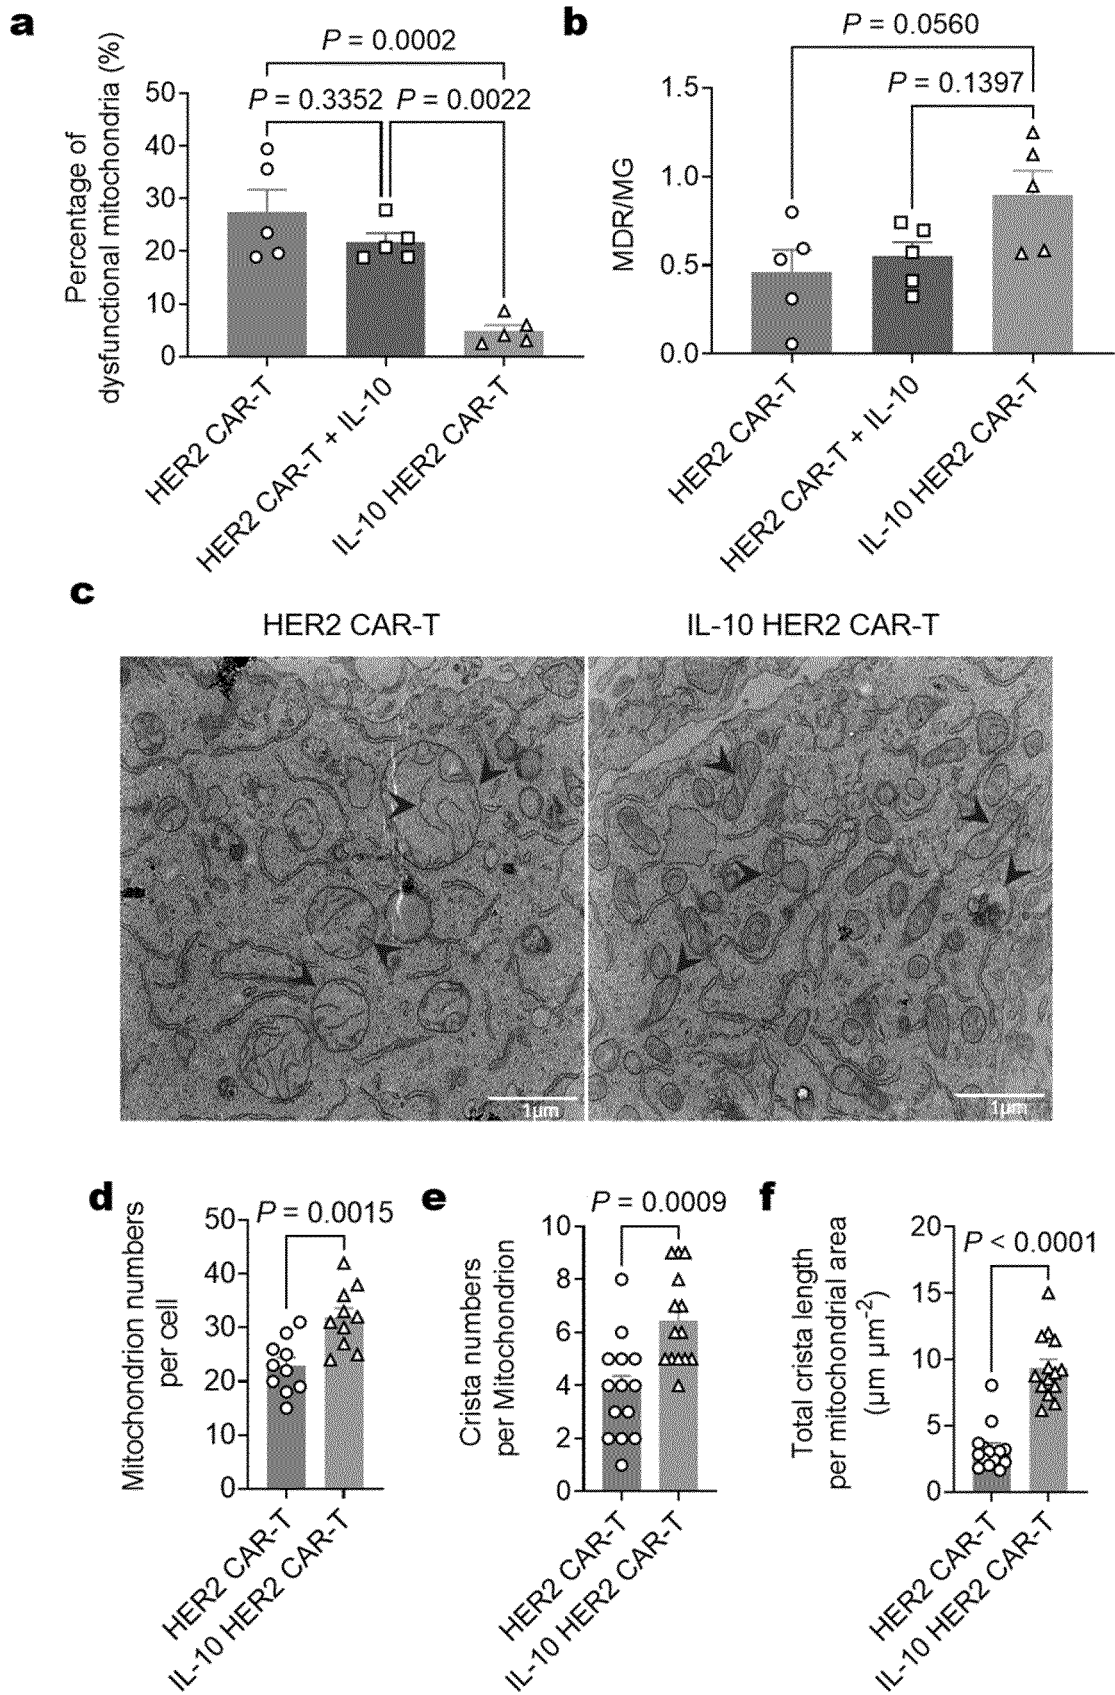 a
P = 0.0002
P = 0.3352
P = 0.0022
Percentage of
dysfunctional mitochondria (%)
50
40
30
20
10
0
HER2 CAR-T
HER2 CAR-T + IL-10
IL-10 HER2 CAR-T
b
P = 0.0560
P = 0.1397
MDR/MG
1.5
1.0
0.5
0.0
HER2 CAR-T
HER2 CAR-T + IL-10
IL-10 HER2 CAR-T
c
HER2 CAR-T
IL-10 HER2 CAR-T
1µm
1µm
d
P = 0.0015
Mitochondrion numbers
per cell
50
40
30
20
10
0
HER2 CAR-T
IL-10 HER2 CAR-T
e
P = 0.0009
Crista numbers
per Mitochondrion
10
8
6
4
2
0
HER2 CAR-T
IL-10 HER2 CAR-T
f
P < 0.0001
Total crista length
per mitochondrial area
(µm µm⁻²)
20
15
10
5
0
HER2 CAR-T
IL-10 HER2 CAR-T